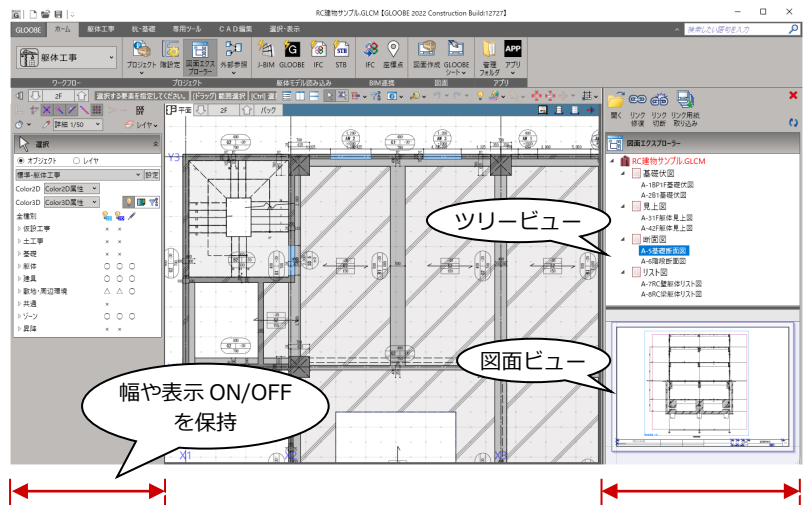 RC建物サンプル.GLCM [GLOOBE 2022 Construction Build:12727]
GLOOBE ホーム 躯体工事 杭・基礎 専用ツール CAD編集 選択・表示 検索したい語句を入力
躯体工事
プロジェクト 階設定 図面エクスプローラー 外部参照 J-BIM GLOOBE IFC STB IFC 座標点 図面作成 GLOOBEシート 管理フォルダ アプリ
ワークフロー プロジェクト 躯体モデル読み込み BIM連携 図面 アプリ
2F 選択する要素を指定してください。 [ドラッグ] 範囲選択 [Ctrl] 選
詳細 1/50 レイヤ
平面 2F バック
開く リンク修復 リンク切断 リンク用紙取り込み
選択
オブジェクト レイヤ
標準-躯体工事 設定
Color2D Color2D属性
Color3D Color3D属性
全種別
仮設工事
土工事
基礎
躯体
建具
敷地・周辺環境
共通
ゾーン
昇降
図面エクスプローラー
RC建物サンプル.GLCM
基礎伏図
A-1BP1F基礎伏図
A-2B1基礎伏図
見上図
A-31F躯体見上図
A-42F躯体見上図
断面図
A-5基礎断面図
A-6階段断面図
リスト図
A-7RC壁躯体リスト図
A-8RC梁躯体リスト図
Y3
X1
X2
X3
ツリービュー
図面ビュー
幅や表示 ON/OFF
を保持